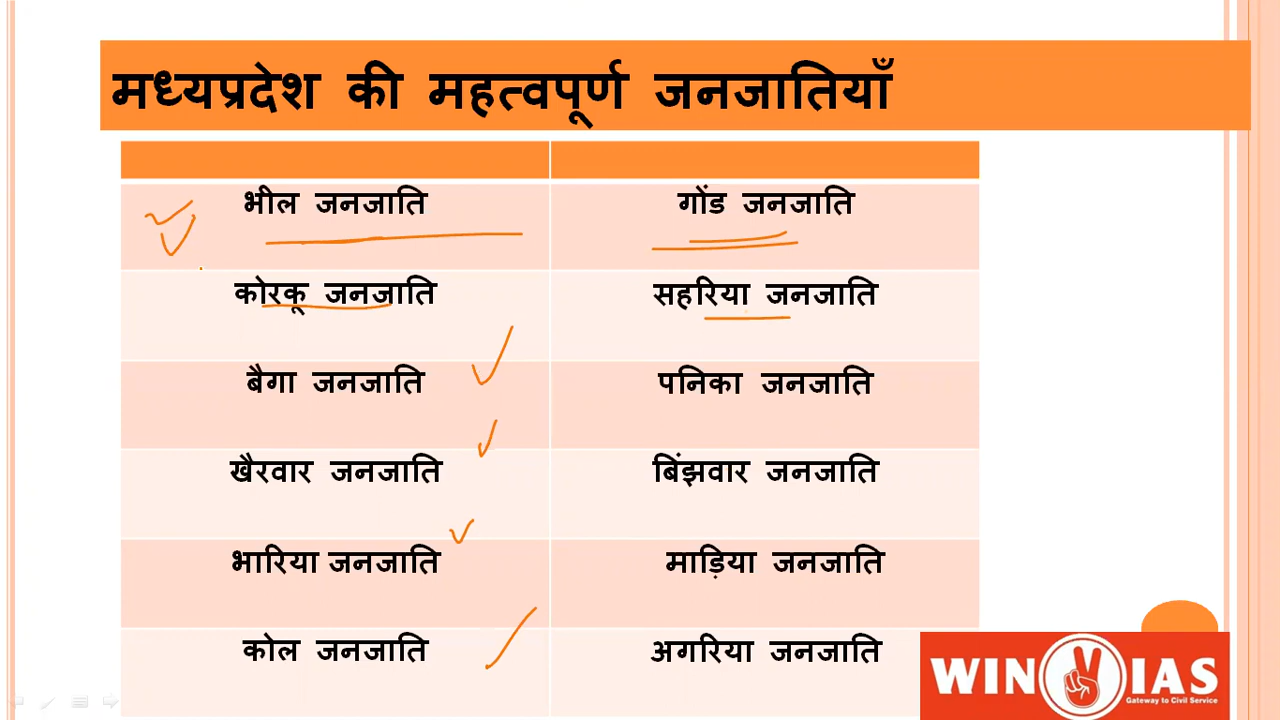 मध्यप्रदेश की महत्वपूर्ण जनजातियाँ
भील जनजाति गोंड जनजाति
कोरकू जनजाति सहरिया जनजाति
बैगा जनजाति पनिका जनजाति
खैरवार जनजाति बिंझवार जनजाति
भारिया जनजाति माड़िया जनजाति
कोल जनजाति अगरिया जनजाति
WIN IAS
Gateway to Civil Service